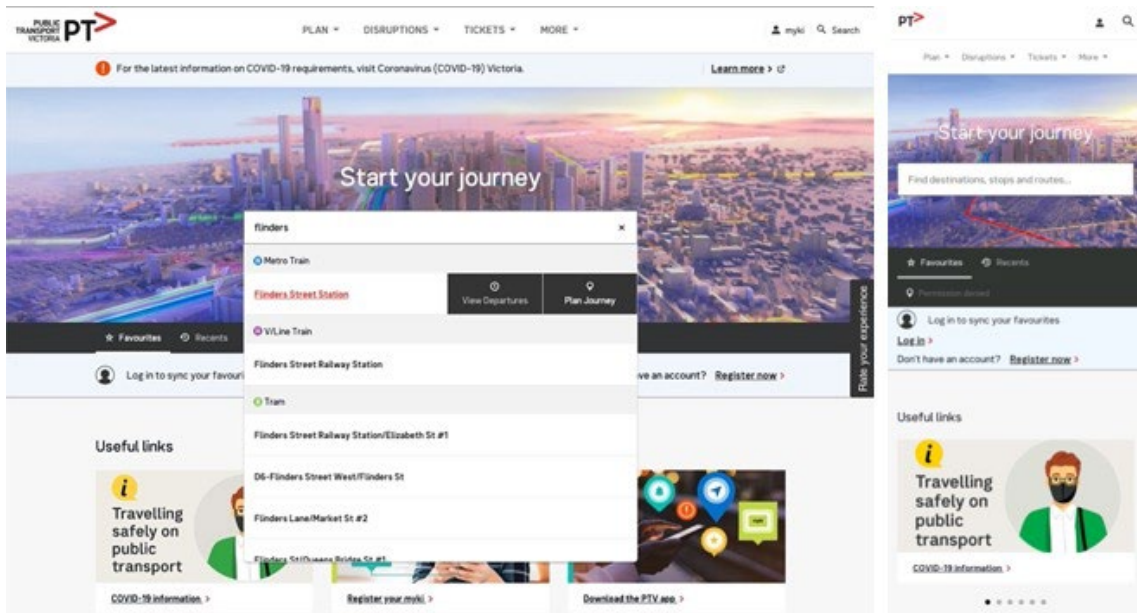 PUBLIC
TRANSPORT
VICTORIA
PT>
PLAN
DISRUPTIONS
TICKETS
MORE
myki
Search
For the latest information on COVID-19 requirements, visit Coronavirus (COVID-19) Victoria.
Learn more >
Start your journey
flinders
×
Metro Train
Flinders Street Station
View Departures
Plan Journey
V/Line Train
Flinders Street Railway Station
Tram
Flinders Street Railway Station/Elizabeth St #1
D6-Flinders Street West/Flinders St
Flinders Lane/Market St #2
Flinders St/Queens Bridge St #1
Favourites
Recents
Rate your experience
Log in to sync your favouri
ve an account? Register now >
Useful links
i
Travelling
safely on
public
transport
COVID-19 information >
Register your myki >
Download the PTV app >
PT>
Plan
Disruptions
Tickets
More
Start your journey
Find destinations, stops and routes...
Favourites
Recents
Permission denied
Log in to sync your favourites
Log in >
Don't have an account? Register now >
Useful links
i
Travelling
safely on
public
transport
COVID-19 information >